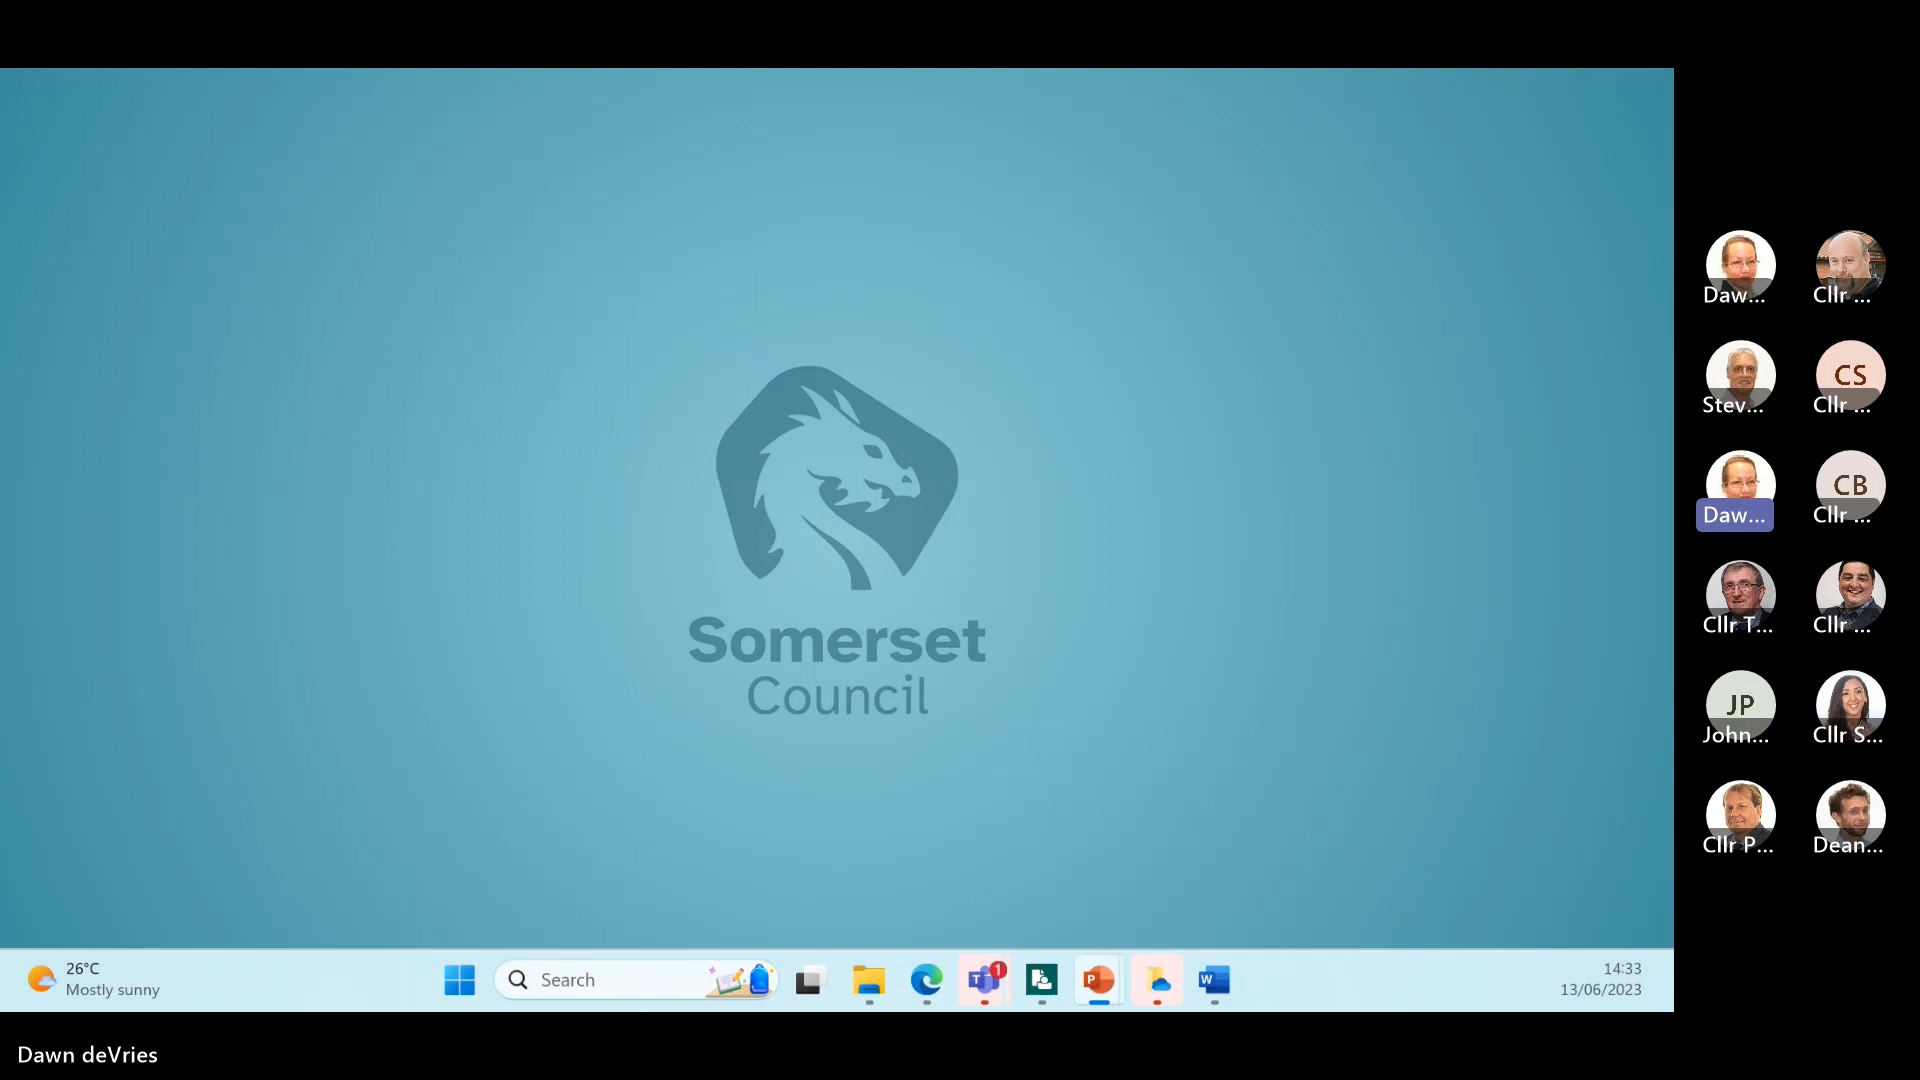 Somerset
Council
Daw...
Cllr ...
Stev...
CS
Cllr ...
Daw...
CB
Cllr ...
Cllr T...
Cllr ...
JP
John...
Cllr S...
Cllr P...
Dean...
26°C
Mostly sunny
Search
T
1
P
W
14:33
13/06/2023
Dawn deVries